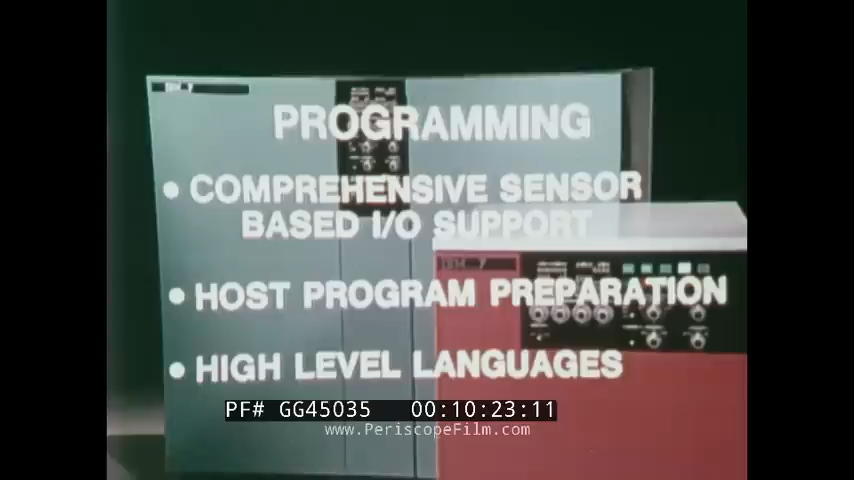 PROGRAMMING
• COMPREHENSIVE SENSOR
BASED I/O SUPPORT
• HOST PROGRAM PREPARATION
• HIGH LEVEL LANGUAGES
PF# GG45035 00:10:23:11
www.PeriscopeFilm.com